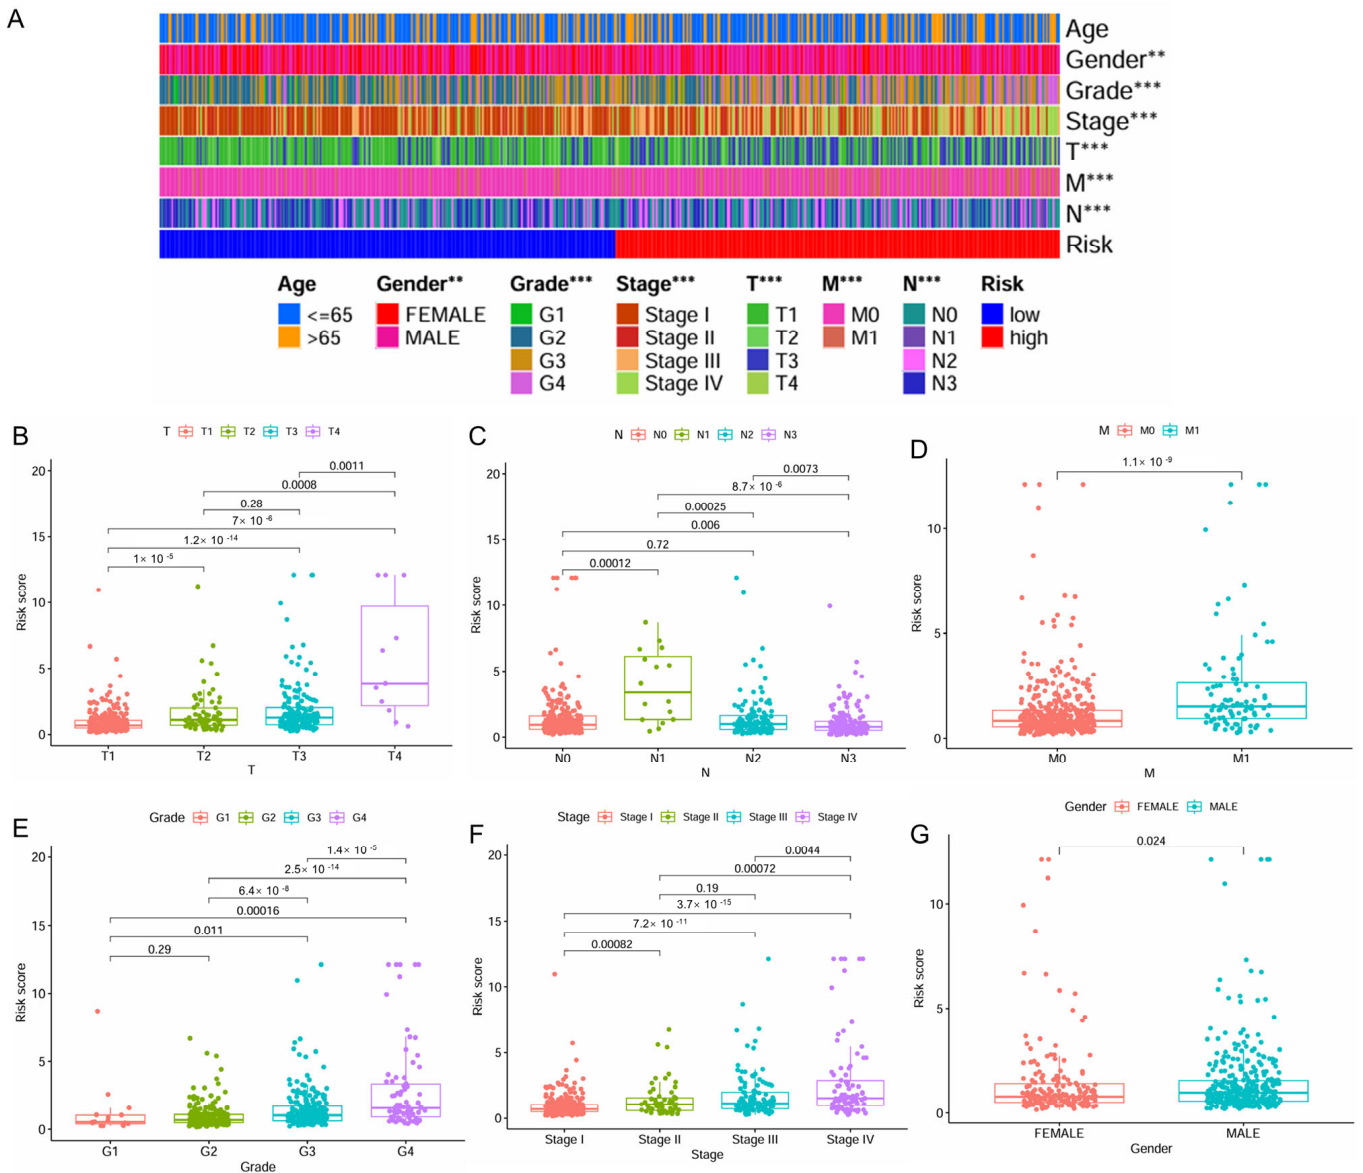 A
Age
Gender**
Grade***
Stage***
T***
M***
N***
Risk
Age Gender** Grade*** Stage*** T*** M*** N*** Risk
<=65 FEMALE G1 Stage I T1 M0 N0 low
>65 MALE G2 Stage II T2 M1 N1 high
G3 Stage III T3 N2
G4 Stage IV T4 N3
B
T T1 T2 T3 T4
Risk score
20
15
10
5
0
0.0011
0.0008
0.28
7× 10 -6
1.2× 10 -14
1× 10 -5
T1 T2 T3 T4
T
C
N N0 N1 N2 N3
Risk score
20
15
10
5
0
0.0073
8.7× 10 -6
0.00025
0.006
0.72
0.00012
N0 N1 N2 N3
N
D
M M0 M1
Risk score
10
5
0
1.1× 10 -9
M0 M1
M
E
Grade G1 G2 G3 G4
Risk score
20
15
10
5
0
1.4× 10 -5
2.5× 10 -14
6.4× 10 -8
0.00016
0.011
0.29
G1 G2 G3 G4
Grade
F
Stage Stage I Stage II Stage III Stage IV
Risk score
20
15
10
5
0
0.0044
0.00072
0.19
3.7× 10 -15
7.2× 10 -11
0.00082
Stage I Stage II Stage III Stage IV
Stage
G
Gender FEMALE MALE
Risk score
10
5
0
0.024
FEMALE MALE
Gender